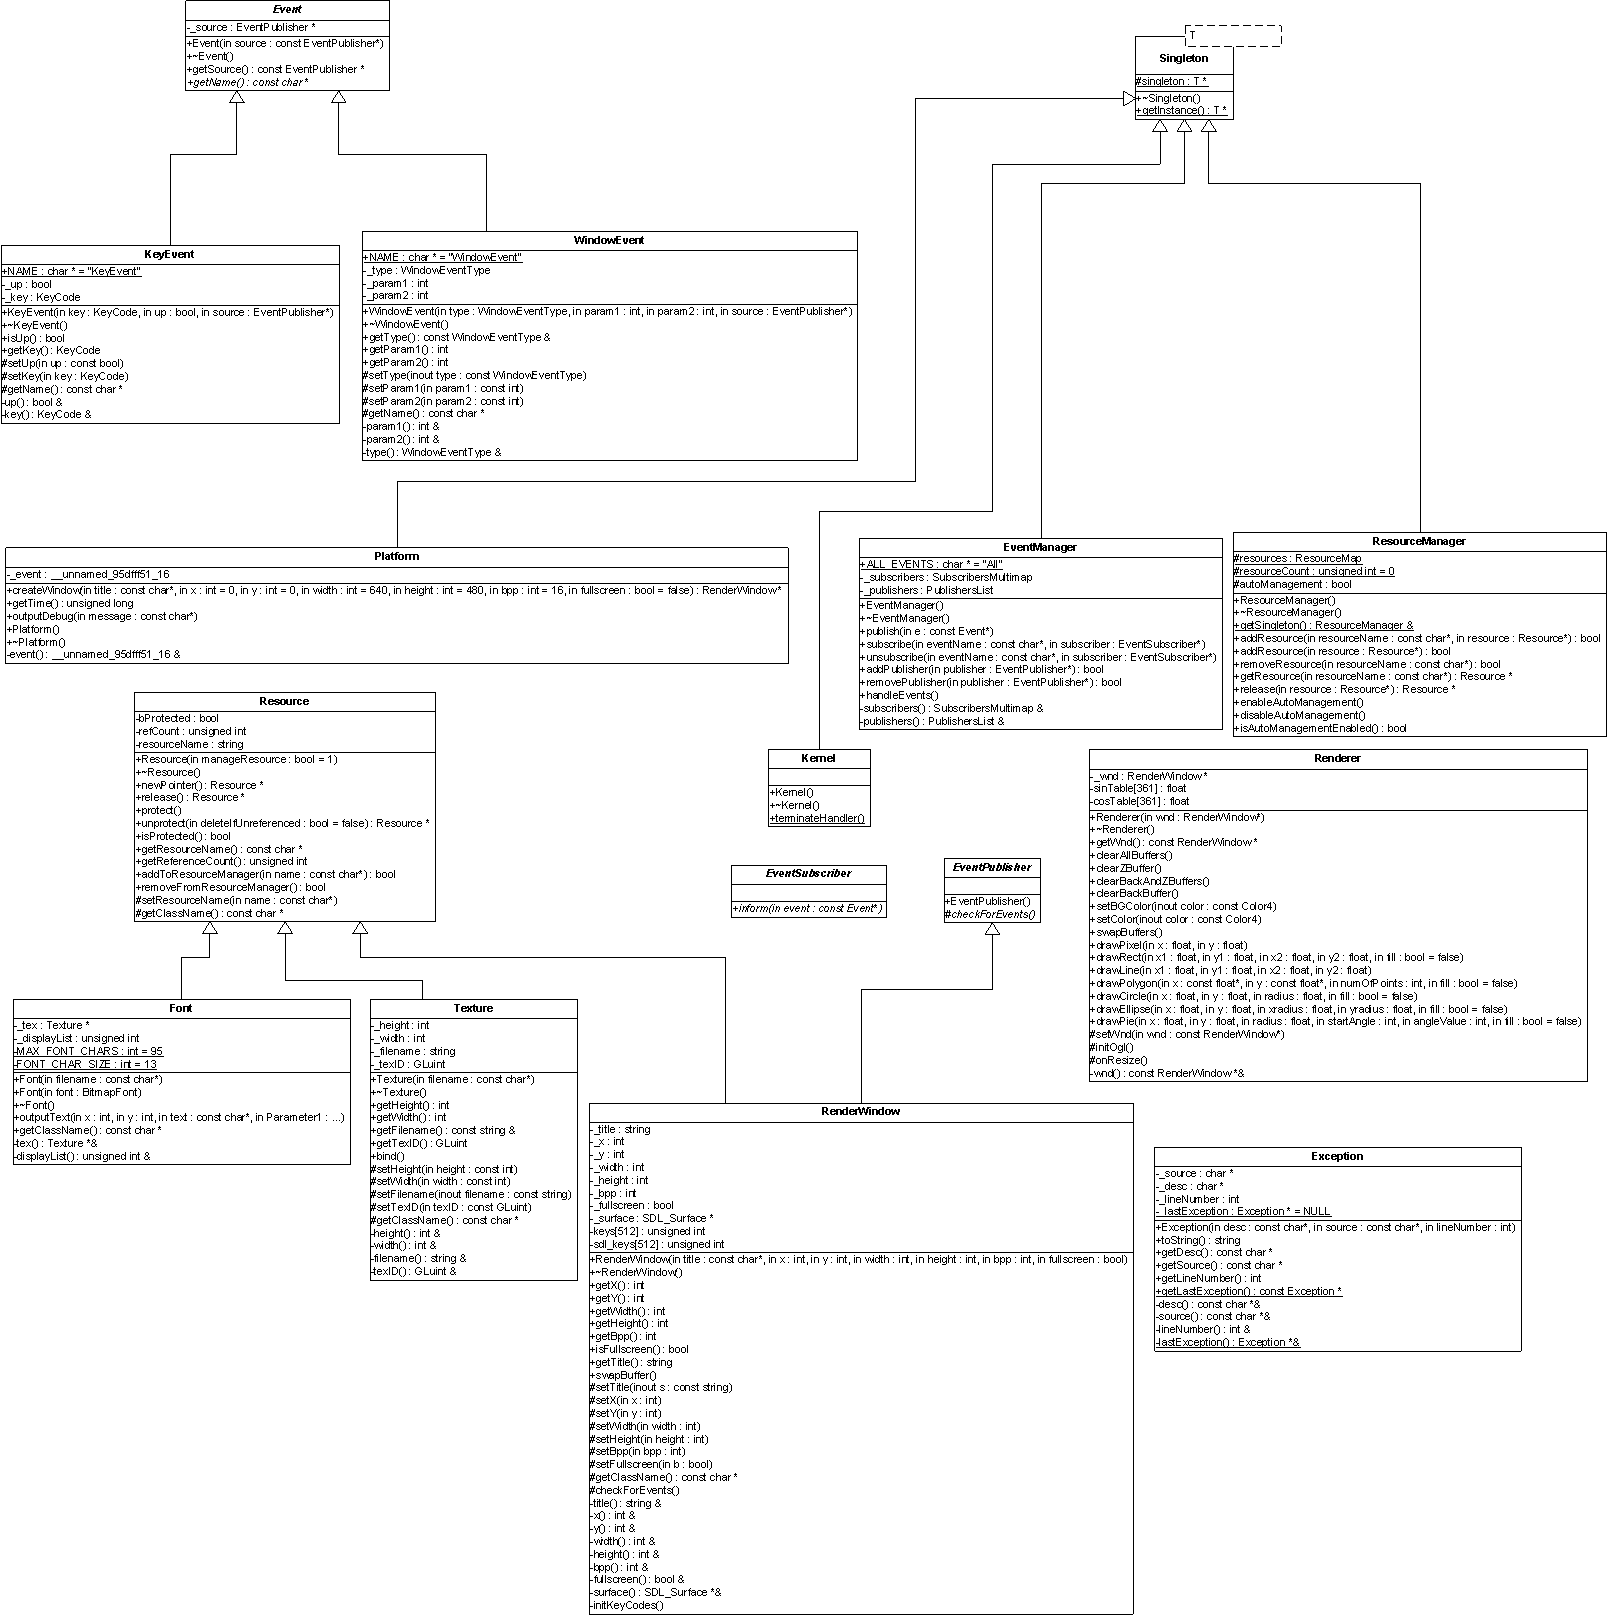 Event
-_source : EventPublisher *
+Event(in source : const EventPublisher*)
+~Event()
+getSource() : const EventPublisher *
+getName() : const char *
T
Singleton
#singleton : T *
+~Singleton()
+getInstance() : T *
KeyEvent
+NAME : char * = "KeyEvent"
-_up : bool
-_key : KeyCode
+KeyEvent(in key : KeyCode, in up : bool, in source : EventPublisher*)
+~KeyEvent()
+isUp() : bool
+getKey() : KeyCode
#setUp(in up : const bool)
#setKey(in key : KeyCode)
#getName() : const char *
-up() : bool &
-key() : KeyCode &
WindowEvent
+NAME : char * = "WindowEvent"
-_type : WindowEventType
-_param1 : int
-_param2 : int
+WindowEvent(in type : WindowEventType, in param1 : int, in param2 : int, in source : EventPublisher*)
+~WindowEvent()
+getType() : const WindowEventType &
+getParam1() : int
+getParam2() : int
#setType(inout type : const WindowEventType)
#setParam1(in param1 : const int)
#setParam2(in param2 : const int)
#getName() : const char *
-param1() : int &
-param2() : int &
-type() : WindowEventType &
Platform
-_event : __unnamed_95dfff51_16
+createWindow(in title : const char*, in x : int = 0, in y : int = 0, in width : int = 640, in height : int = 480, in bpp : int = 16, in fullscreen : bool = false) : RenderWindow*
+getTime() : unsigned long
+outputDebug(in message : const char*)
+Platform()
+~Platform()
-event() : __unnamed_95dfff51_16 &
EventManager
+ALL_EVENTS : char * = "All"
-_subscribers : SubscribersMultimap
-_publishers : PublishersList
+EventManager()
+~EventManager()
+publish(in e : const Event*)
+subscribe(in eventName : const char*, in subscriber : EventSubscriber*)
+unsubscribe(in eventName : const char*, in subscriber : EventSubscriber*)
+addPublisher(in publisher : EventPublisher*) : bool
+removePublisher(in publisher : EventPublisher*) : bool
+handleEvents()
-subscribers() : SubscribersMultimap &
-publishers() : PublishersList &
ResourceManager
#resources : ResourceMap
#resourceCount : unsigned int = 0
#autoManagement : bool
+ResourceManager()
+~ResourceManager()
+getSingleton() : ResourceManager &
+addResource(in resourceName : const char*, in resource : Resource*) : bool
+addResource(in resource : Resource*) : bool
+removeResource(in resourceName : const char*) : bool
+getResource(in resourceName : const char*) : Resource *
+release(in resource : Resource*) : Resource *
+enableAutoManagement()
+disableAutoManagement()
+isAutoManagementEnabled() : bool
Resource
-bProtected : bool
-refCount : unsigned int
-resourceName : string
+Resource(in manageResource : bool = 1)
+~Resource()
+newPointer() : Resource *
+release() : Resource *
+protect()
+unprotect(in deleteIfUnreferenced : bool = false) : Resource *
+isProtected() : bool
+getResourceName() : const char *
+getReferenceCount() : unsigned int
+addToResourceManager(in name : const char*) : bool
+removeFromResourceManager() : bool
#setResourceName(in name : const char*)
#getClassName() : const char *
Kernel
+Kernel()
+~Kernel()
+terminateHandler()
EventSubscriber
+inform(in event : const Event*)
EventPublisher
+EventPublisher()
#checkForEvents()
Renderer
-_wnd : RenderWindow*
-sinTable[361] : float
-cosTable[361] : float
+Renderer(in wnd : RenderWindow*)
+~Renderer()
+getWnd() : const RenderWindow *
+clearAllBuffers()
+clearZBuffer()
+clearBackAndZBuffers()
+clearBackBuffer()
+setBGColor(inout color : const Color4)
+setColor(inout color : const Color4)
+swapBuffers()
+drawPixel(in x : float, in y : float)
+drawRect(in x1 : float, in y1 : float, in x2 : float, in y2 : float, in fill : bool = false)
+drawLine(in x1 : float, in y1 : float, in x2 : float, in y2 : float)
+drawPolygon(in x : const float*, in y : const float*, in numOfPoints : int, in fill : bool = false)
+drawCircle(in x : float, in y : float, in radius : float, in fill : bool = false)
+drawEllipse(in x : float, in y : float, in xradius : float, in yradius : float, in fill : bool = false)
+drawPie(in x : float, in y : float, in radius : float, in startAngle : int, in angleValue : int, in fill : bool = false)
#setWnd(in wnd : const RenderWindow*)
#initOgl()
#onResize()
-wnd() : const RenderWindow *&
Font
-_tex : Texture *
-_displayList : unsigned int
-MAX_FONT_CHARS : int = 95
-FONT_CHAR_SIZE : int = 13
+Font(in filename : const char*)
+Font(in font : BitmapFont)
+~Font()
+outputText(in x : int, in y : int, in text : const char*, in Parameter1 : ...)
+getClassName() : const char *
-tex() : Texture *&
-displayList() : unsigned int &
Texture
-_height : int
-_width : int
-_filename : string
-_texID : GLuint
+Texture(in filename : const char*)
+~Texture()
+getHeight() : int
+getWidth() : int
+getFilename() : const string &
+getTexID() : GLuint
+bind()
#setHeight(in height : const int)
#setWidth(in width : const int)
#setFilename(inout filename : const string)
#setTexID(in texID : const GLuint)
#getClassName() : const char *
-height() : int &
-width() : int &
-filename() : string &
-texID() : GLuint &
RenderWindow
-_title : string
-_x : int
-_y : int
-_width : int
-_height : int
-_bpp : int
-_fullscreen : bool
-_surface : SDL_Surface *
-keys[512] : unsigned int
-sdl_keys[512] : unsigned int
+RenderWindow(in title : const char*, in x : int, in y : int, in width : int, in height : int, in bpp : int, in fullscreen : bool)
+~RenderWindow()
+getX() : int
+getY() : int
+getWidth() : int
+getHeight() : int
+getBpp() : int
+isFullscreen() : bool
+getTitle() : string
+swapBuffer()
#setTitle(inout s : const string)
#setX(in x : int)
#setY(in y : int)
#setWidth(in width : int)
#setHeight(in height : int)
#setBpp(in bpp : int)
#setFullscreen(in b : bool)
#getClassName() : const char *
#checkForEvents()
-title() : string &
-x() : int &
-y() : int &
-width() : int &
-height() : int &
-bpp() : int &
-fullscreen() : bool &
-surface() : SDL_Surface *&
-initKeyCodes()
Exception
-_source : char *
-_desc : char *
-_lineNumber : int
-_lastException : Exception * = NULL
+Exception(in desc : const char*, in source : const char*, in lineNumber : int)
+toString() : string
+getDesc() : const char *
+getSource() : const char *
+getLineNumber() : int
+getLastException() : const Exception *
-desc() : const char *&
-source() : const char *&
-lineNumber() : int &
-lastException() : Exception *&